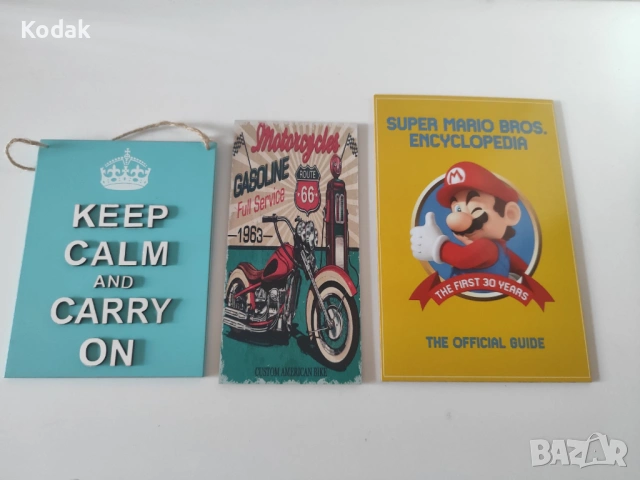 Kodak
KEEP
CALM
AND
CARRY
ON
Motorcycles
GASOLINE
Full Service
ROUTE
66
1963
CUSTOM AMERICAN BIKE
SUPER MARIO BROS.
ENCYCLOPEDIA
M
THE FIRST 30 YEARS
THE OFFICIAL GUIDE
BAZAR